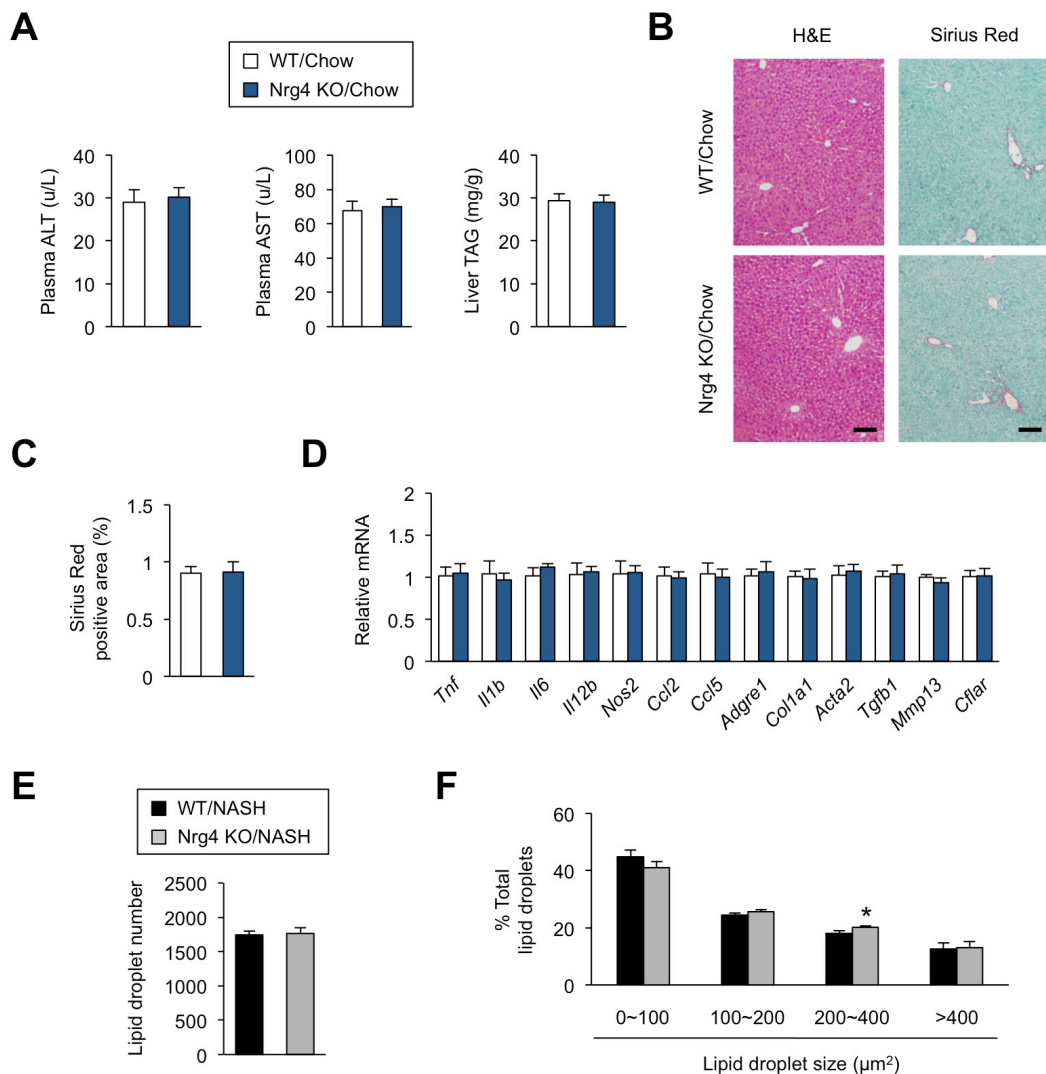 A
WT/Chow
Nrg4 KO/Chow
Plasma ALT (u/L)
40
30
20
10
0
Plasma AST (u/L)
100
80
60
40
20
0
Liver TAG (mg/g)
40
30
20
10
0
B
H&E
Sirius Red
WT/Chow
Nrg4 KO/Chow
C
Sirius Red
positive area (%)
1.5
1
0.5
0
D
Relative mRNA
2
1.5
1
0.5
0
Tnf
Il1b
Il6
Il12b
Nos2
Ccl2
Ccl5
Adgre1
Col1a1
Acta2
Tgfb1
Mmp13
Cflar
E
WT/NASH
Nrg4 KO/NASH
Lipid droplet number
2500
2000
1500
1000
500
0
F
% Total
lipid droplets
60
40
20
0
*
0~100
100~200
200~400
>400
Lipid droplet size (µm²)